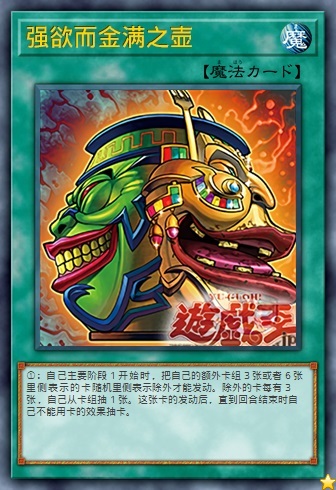 强欲而金满之壶
魔
【魔法カード】
YU-GI-OH!
遊戯王
①：自己主要阶段１开始时，把自己的额外卡组３张或者６张
里侧表示的卡随机里侧表示除外才能发动。除外的卡每有３
张，自己从卡组抽１张。这张卡的发动后，直到回合结束时自
己不能用卡的效果抽卡。